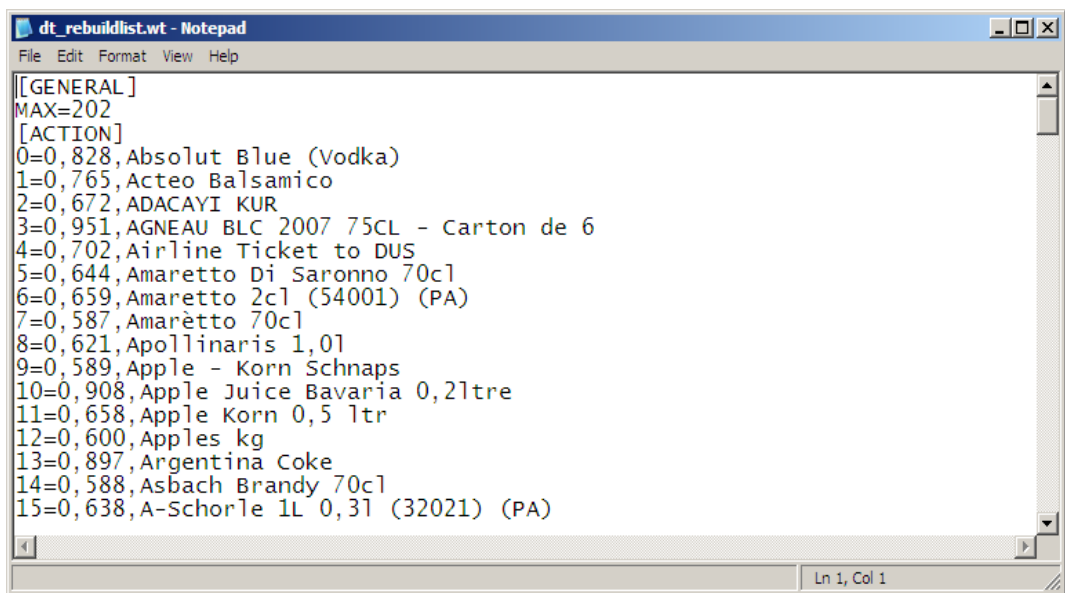 dt_rebuildlist.wt - Notepad
File Edit Format View Help
[GENERAL]
MAX=202
[ACTION]
0=0,828,Absolut Blue (Vodka)
1=0,765,Acteo Balsamico
2=0,672,ADACAYI KUR
3=0,951,AGNEAU BLC 2007 75CL - Carton de 6
4=0,702,Airline Ticket to DUS
5=0,644,Amaretto Di Saronno 70cl
6=0,659,Amaretto 2cl (54001) (PA)
7=0,587,Amarètto 70cl
8=0,621,Apollinaris 1,0l
9=0,589,Apple - Korn Schnaps
10=0,908,Apple Juice Bavaria 0,2ltre
11=0,658,Apple Korn 0,5 ltr
12=0,600,Apples kg
13=0,897,Argentina Coke
14=0,588,Asbach Brandy 70cl
15=0,638,A-Schorle 1L 0,3l (32021) (PA)
Ln 1, Col 1